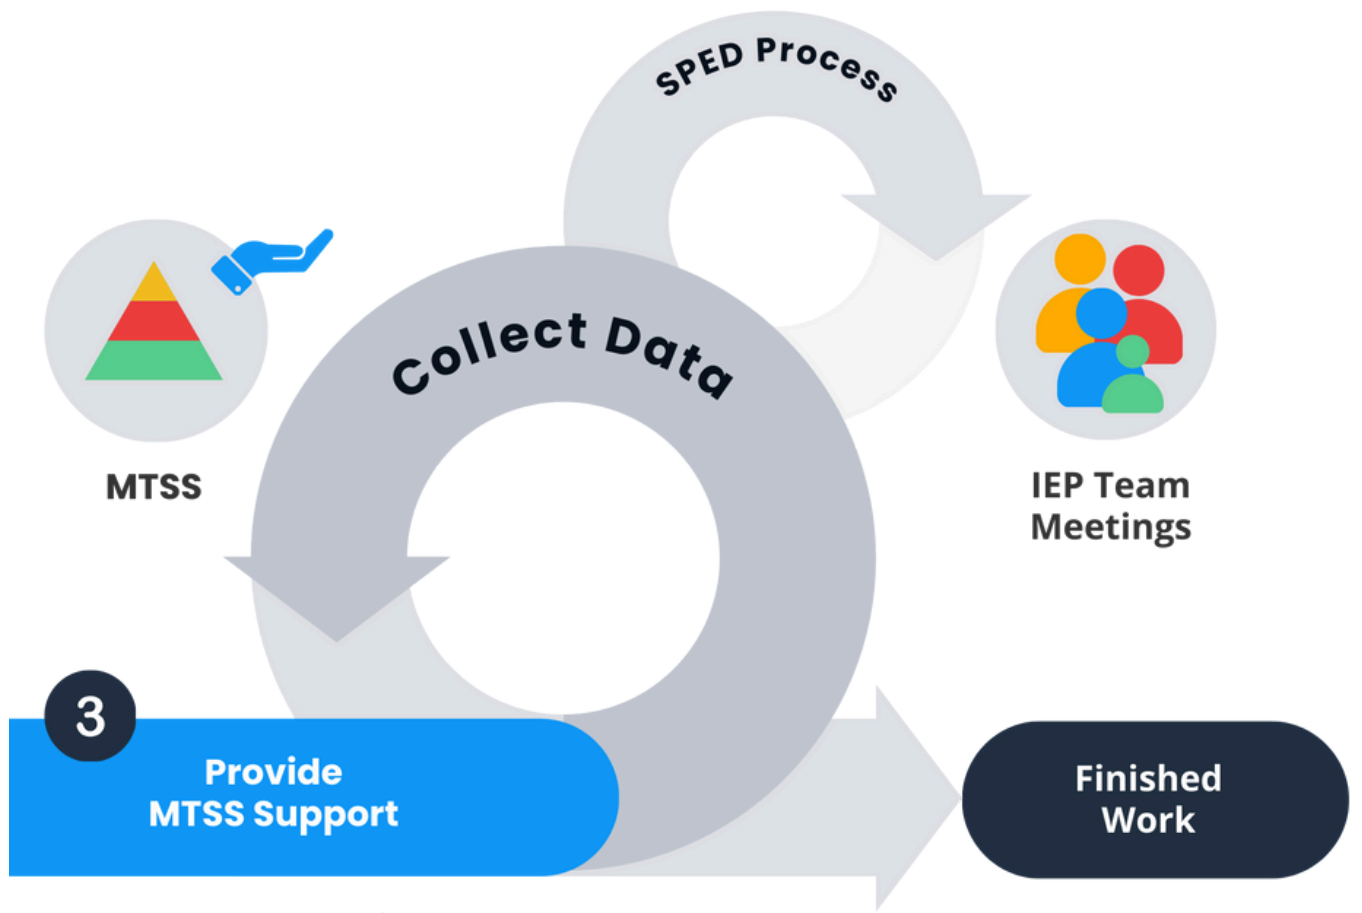 SPED Process
Collect Data
MTSS
IEP Team
Meetings
3
Provide
MTSS Support
Finished
Work